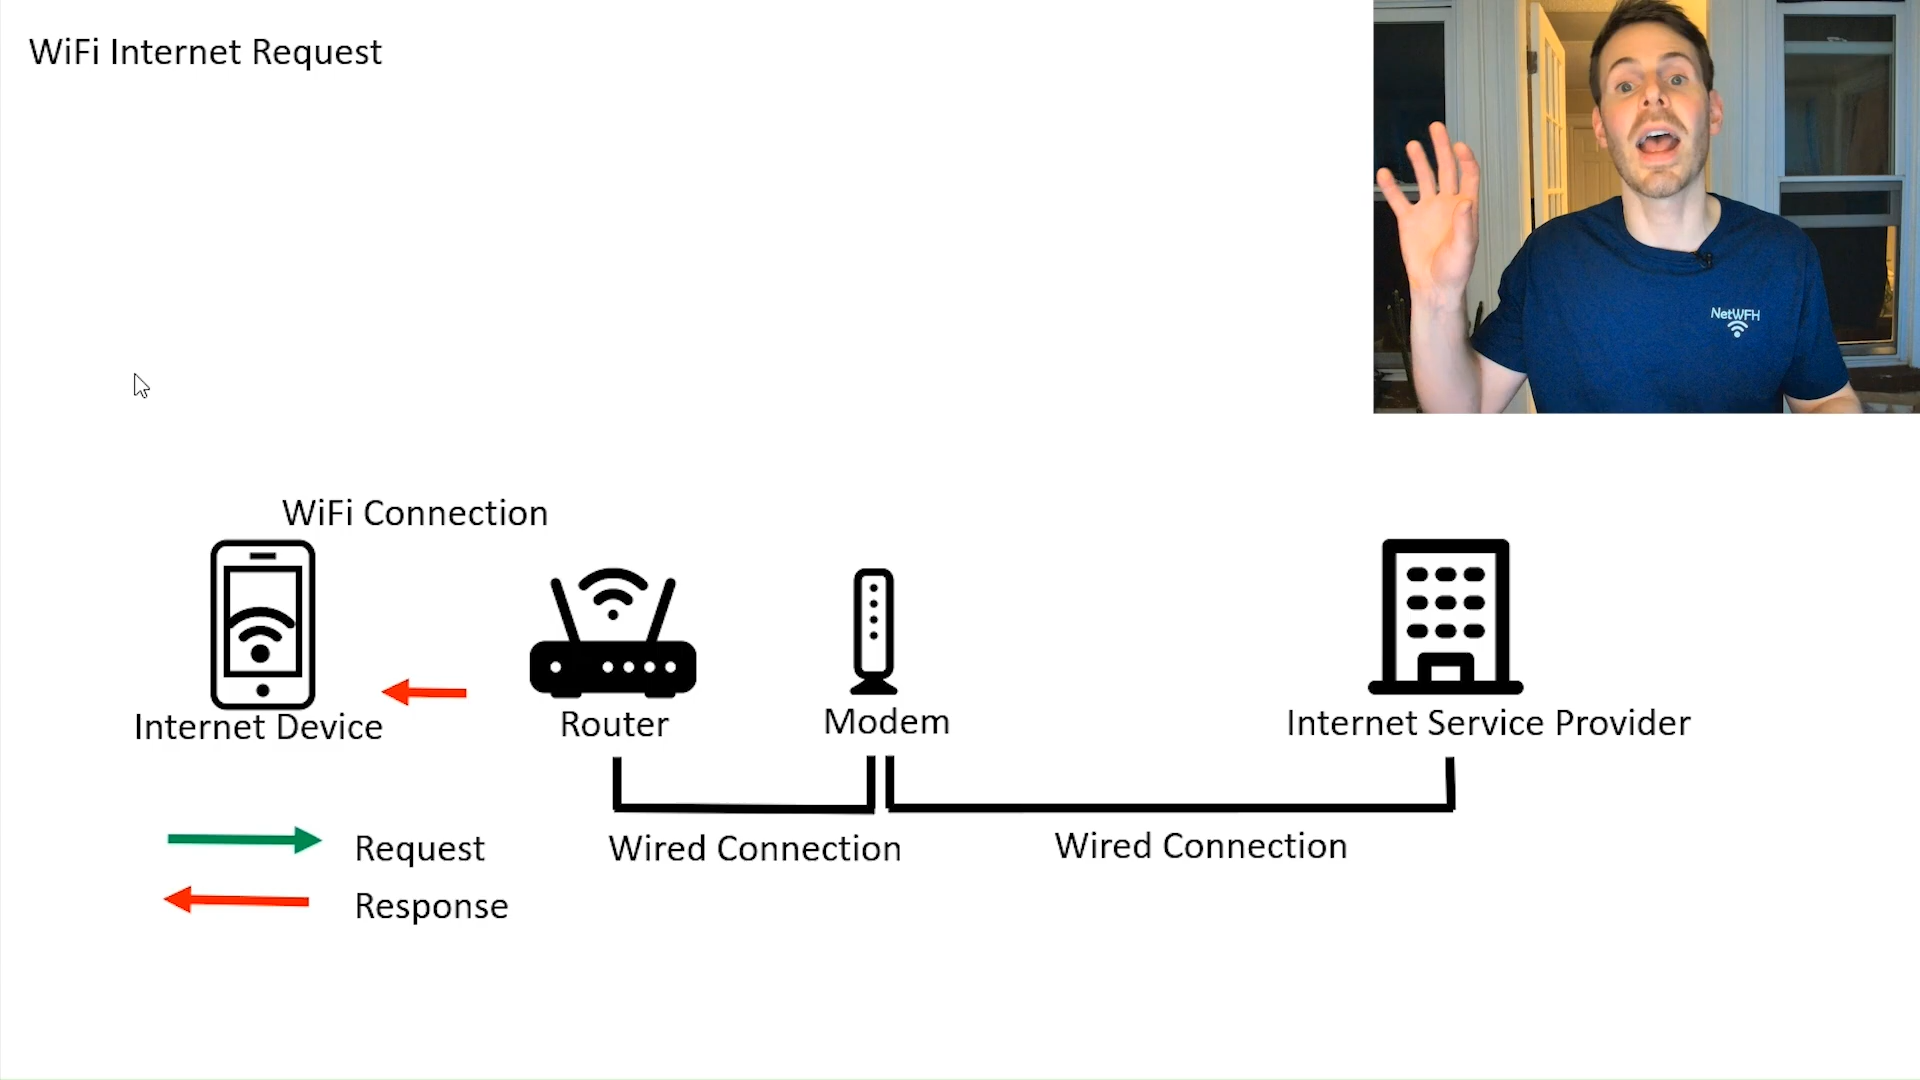 WiFi Internet Request
NetWFH
WiFi Connection
Internet Device
Router
Modem
Internet Service Provider
Request
Wired Connection
Wired Connection
Response